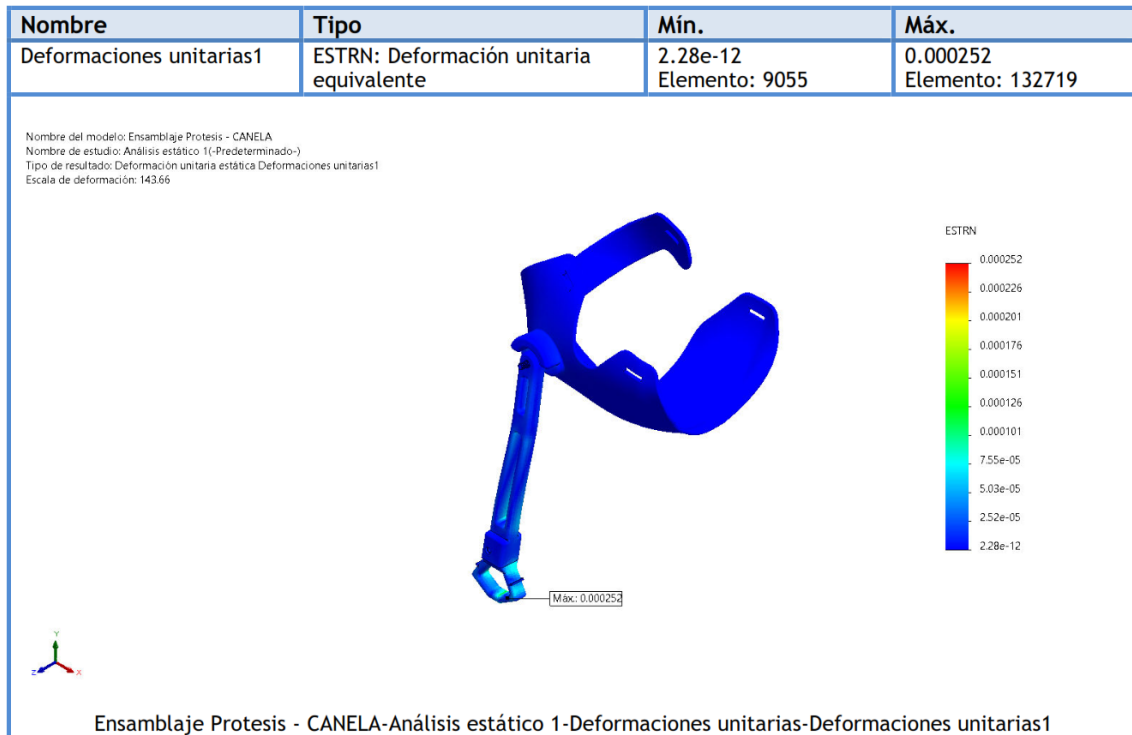 Nombre Tipo Mín. Máx.
Deformaciones unitarias1 ESTRN: Deformación unitaria equivalente 2.28e-12 Elemento: 9055 0.000252 Elemento: 132719
Nombre del modelo: Ensamblaje Protesis - CANELA
Nombre de estudio: Análisis estático 1(-Predeterminado-)
Tipo de resultado: Deformación unitaria estática Deformaciones unitarias1
Escala de deformación: 143.66
ESTRN
0.000252
0.000226
0.000201
0.000176
0.000151
0.000126
0.000101
7.55e-05
5.03e-05
2.52e-05
2.28e-12
Máx.: 0.000252
Y
Z
X
Ensamblaje Protesis - CANELA-Análisis estático 1-Deformaciones unitarias-Deformaciones unitarias1